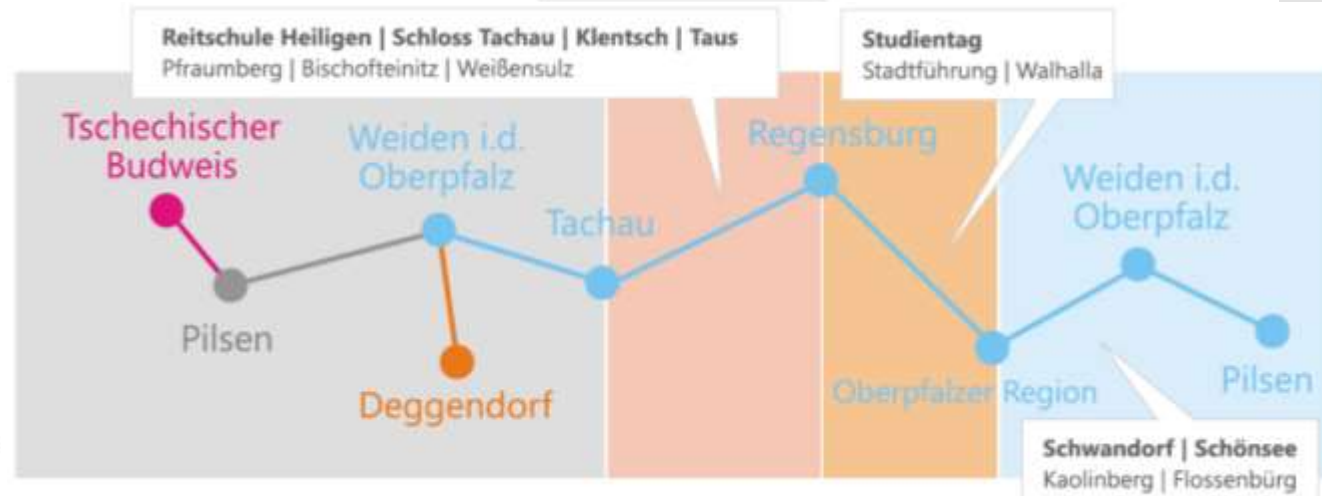 Reitschule Heiligen | Schloss Tachau | Klentsch | Taus
Pfraumberg | Bischofteinitz | Weißensulz
Studientag
Stadtführung | Walhalla
Tschechischer
Budweis
Weiden i.d.
Oberpfalz
Tachau
Regensburg
Weiden i.d.
Oberpfalz
Pilsen
Deggendorf
Oberpfalzer Region
Pilsen
Schwandorf | Schönsee
Kaolinberg | Flossenbürg